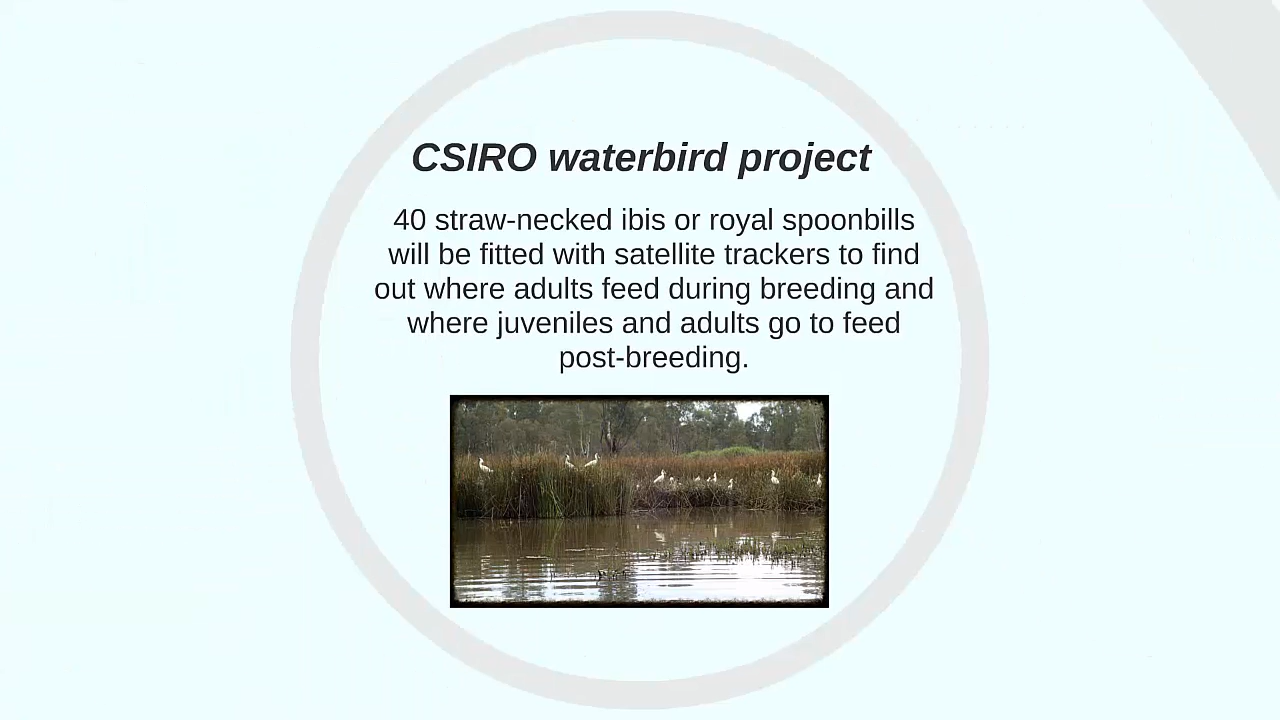 CSIRO waterbird project
40 straw-necked ibis or royal spoonbills
will be fitted with satellite trackers to find
out where adults feed during breeding and
where juveniles and adults go to feed
post-breeding.